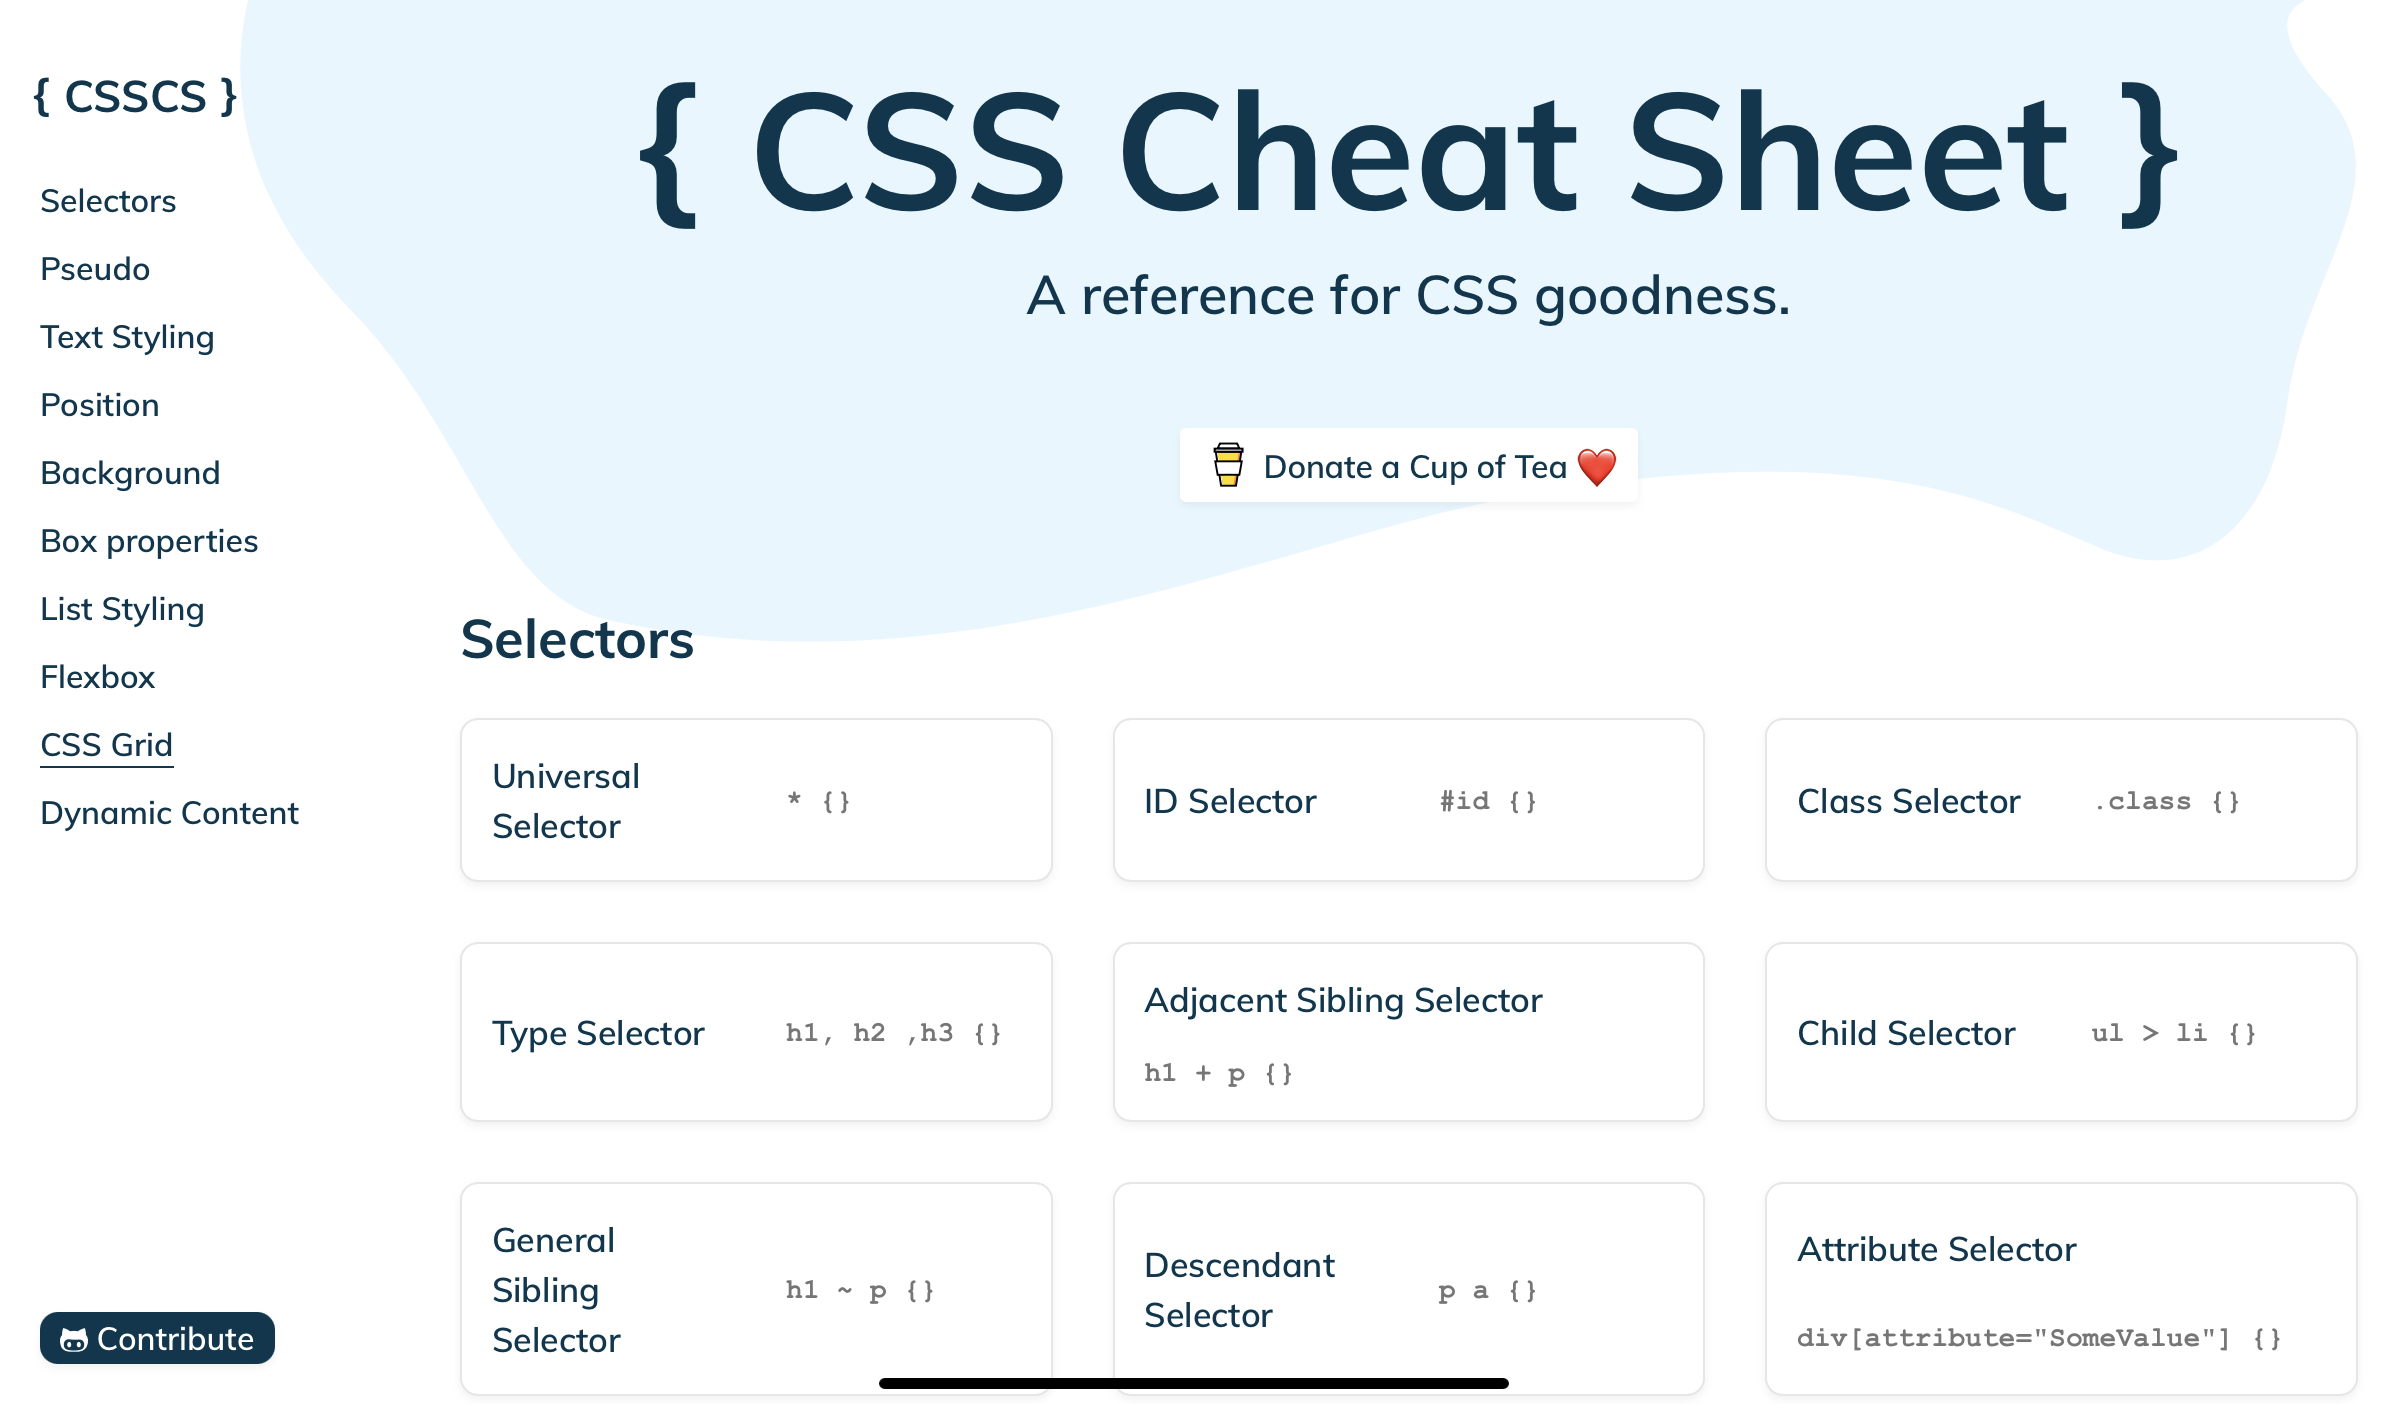 { CSSCS }
Selectors
Pseudo
Text Styling
Position
Background
Box properties
List Styling
Flexbox
CSS Grid
Dynamic Content
Contribute
{ CSS Cheat Sheet }
A reference for CSS goodness.
Donate a Cup of Tea ❤️
Selectors
Universal
Selector
* {}
ID Selector
#id {}
Class Selector
.class {}
Type Selector
h1, h2 ,h3 {}
Adjacent Sibling Selector
h1 + p {}
Child Selector
ul > li {}
General
Sibling
Selector
h1 ~ p {}
Descendant
Selector
p a {}
Attribute Selector
div[attribute="SomeValue"] {}